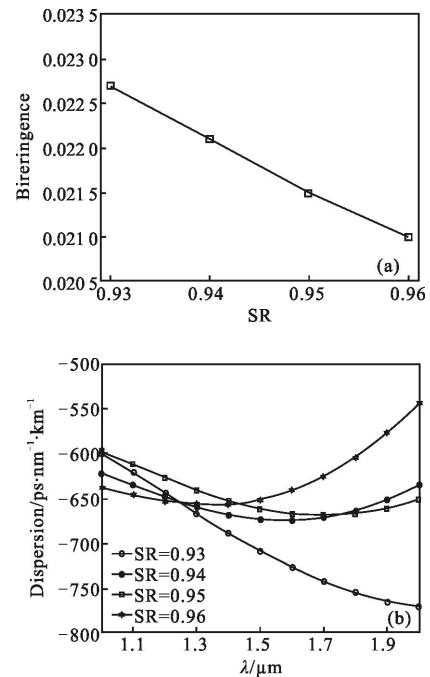 0.023 5
0.023 0
0.022 5
0.022 0
0.021 5
0.021 0
0.020 5
Bireringence
(a)
0.93 0.94 0.95 0.96
SR
-500
-550
-600
-650
-700
-750
-800
Dispersion/ps·nm⁻¹·km⁻¹
SR=0.93
SR=0.94
SR=0.95
SR=0.96
(b)
1.1 1.3 1.5 1.7 1.9
λ/μm